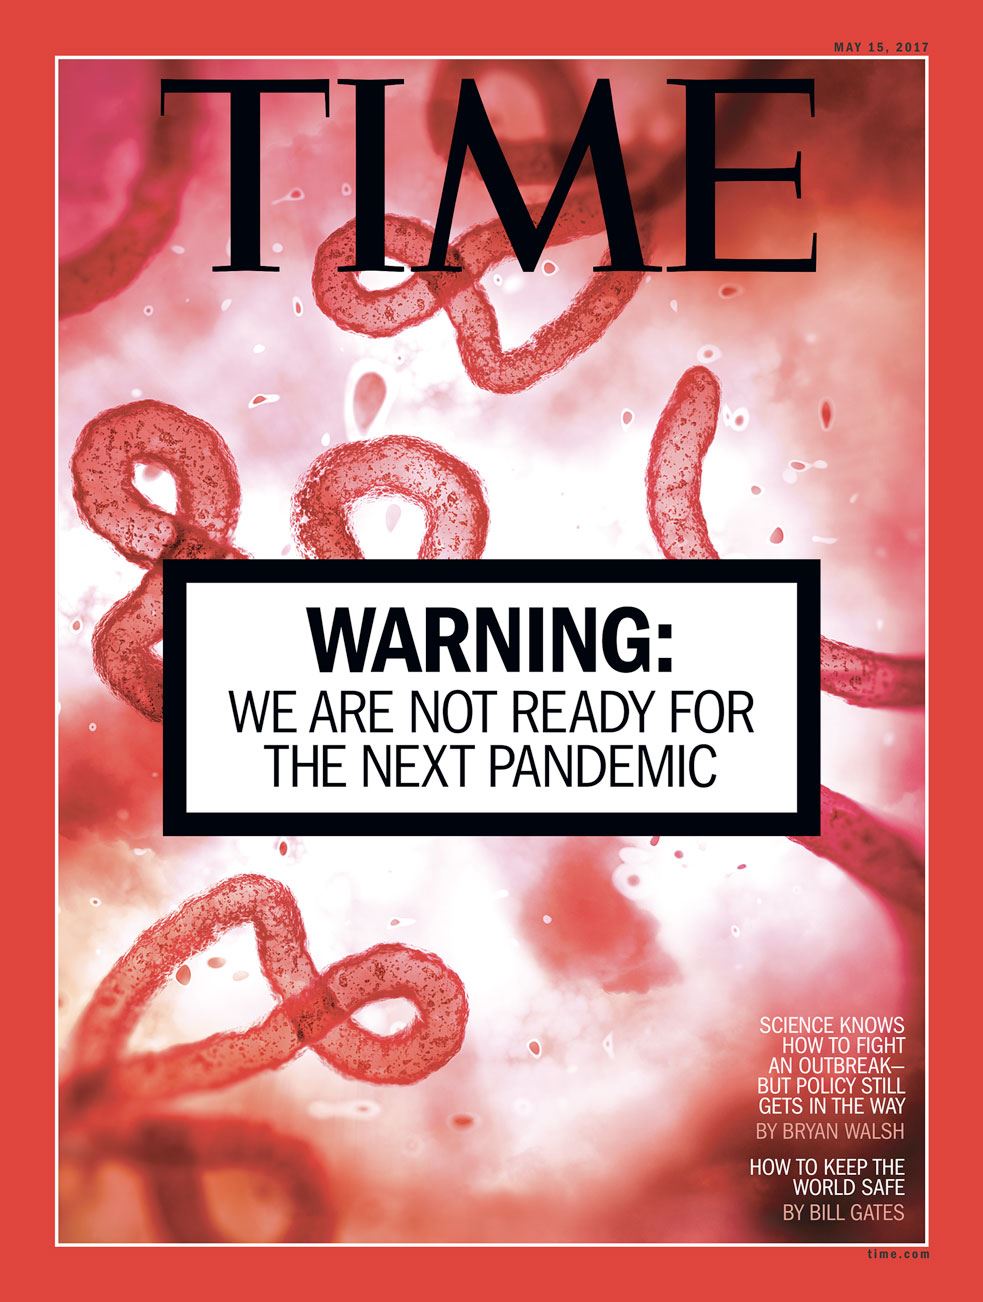 MAY 15, 2017
TIME
WARNING:
WE ARE NOT READY FOR
THE NEXT PANDEMIC
SCIENCE KNOWS
HOW TO FIGHT
AN OUTBREAK—
BUT POLICY STILL
GETS IN THE WAY
BY BRYAN WALSH
HOW TO KEEP THE
WORLD SAFE
BY BILL GATES
time.com